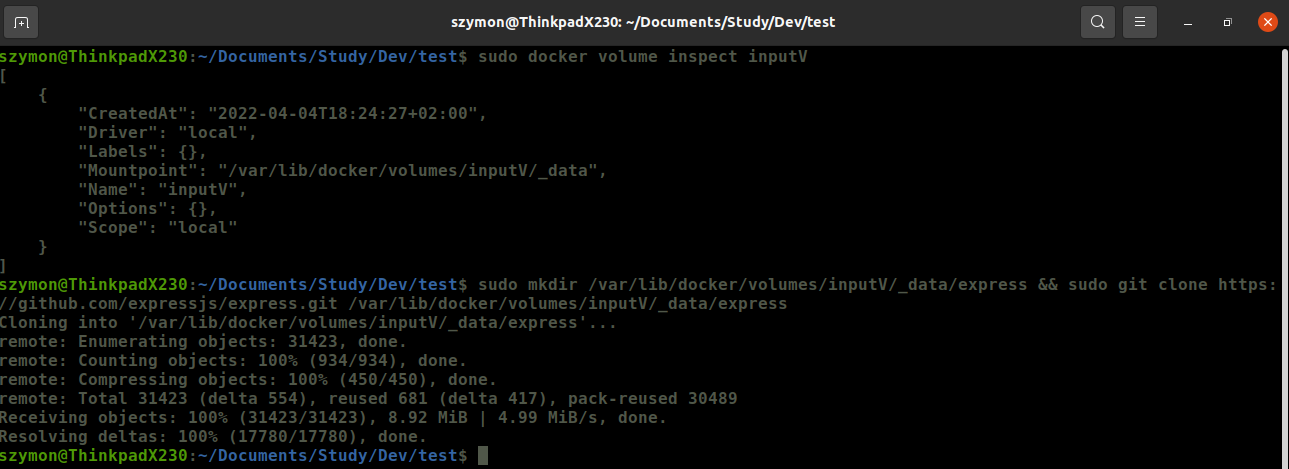 szymon@ThinkpadX230: ~/Documents/Study/Dev/test
szymon@ThinkpadX230:~/Documents/Study/Dev/test$ sudo docker volume inspect inputV
[
    {
        "CreatedAt": "2022-04-04T18:24:27+02:00",
        "Driver": "local",
        "Labels": {},
        "Mountpoint": "/var/lib/docker/volumes/inputV/_data",
        "Name": "inputV",
        "Options": {},
        "Scope": "local"
    }
]
szymon@ThinkpadX230:~/Documents/Study/Dev/test$ sudo mkdir /var/lib/docker/volumes/inputV/_data/express && sudo git clone https:
//github.com/expressjs/express.git /var/lib/docker/volumes/inputV/_data/express
Cloning into '/var/lib/docker/volumes/inputV/_data/express'...
remote: Enumerating objects: 31423, done.
remote: Counting objects: 100% (934/934), done.
remote: Compressing objects: 100% (450/450), done.
remote: Total 31423 (delta 554), reused 681 (delta 417), pack-reused 30489
Receiving objects: 100% (31423/31423), 8.92 MiB | 4.99 MiB/s, done.
Resolving deltas: 100% (17780/17780), done.
szymon@ThinkpadX230:~/Documents/Study/Dev/test$